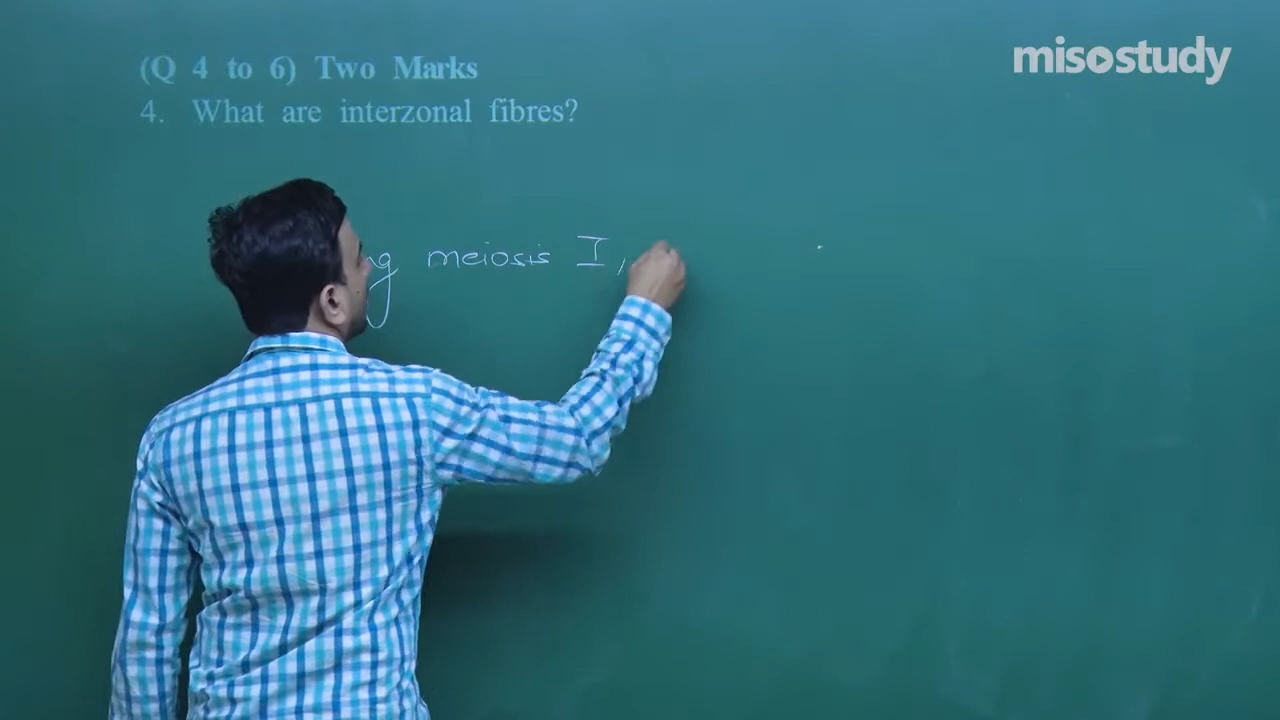 misostudy
(Q 4 to 6) Two Marks
4. What are interzonal fibres?
meiosis I,